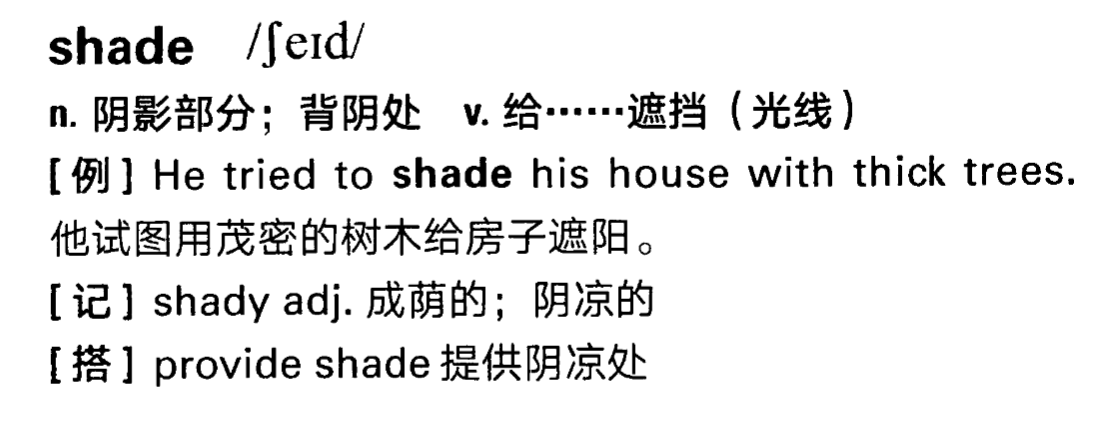 shade /ʃeɪd/
n. 阴影部分；背阴处 v. 给……遮挡（光线）
[例] He tried to shade his house with thick trees.
他试图用茂密的树木给房子遮阳。
[记] shady adj. 成荫的；阴凉的
[搭] provide shade 提供阴凉处